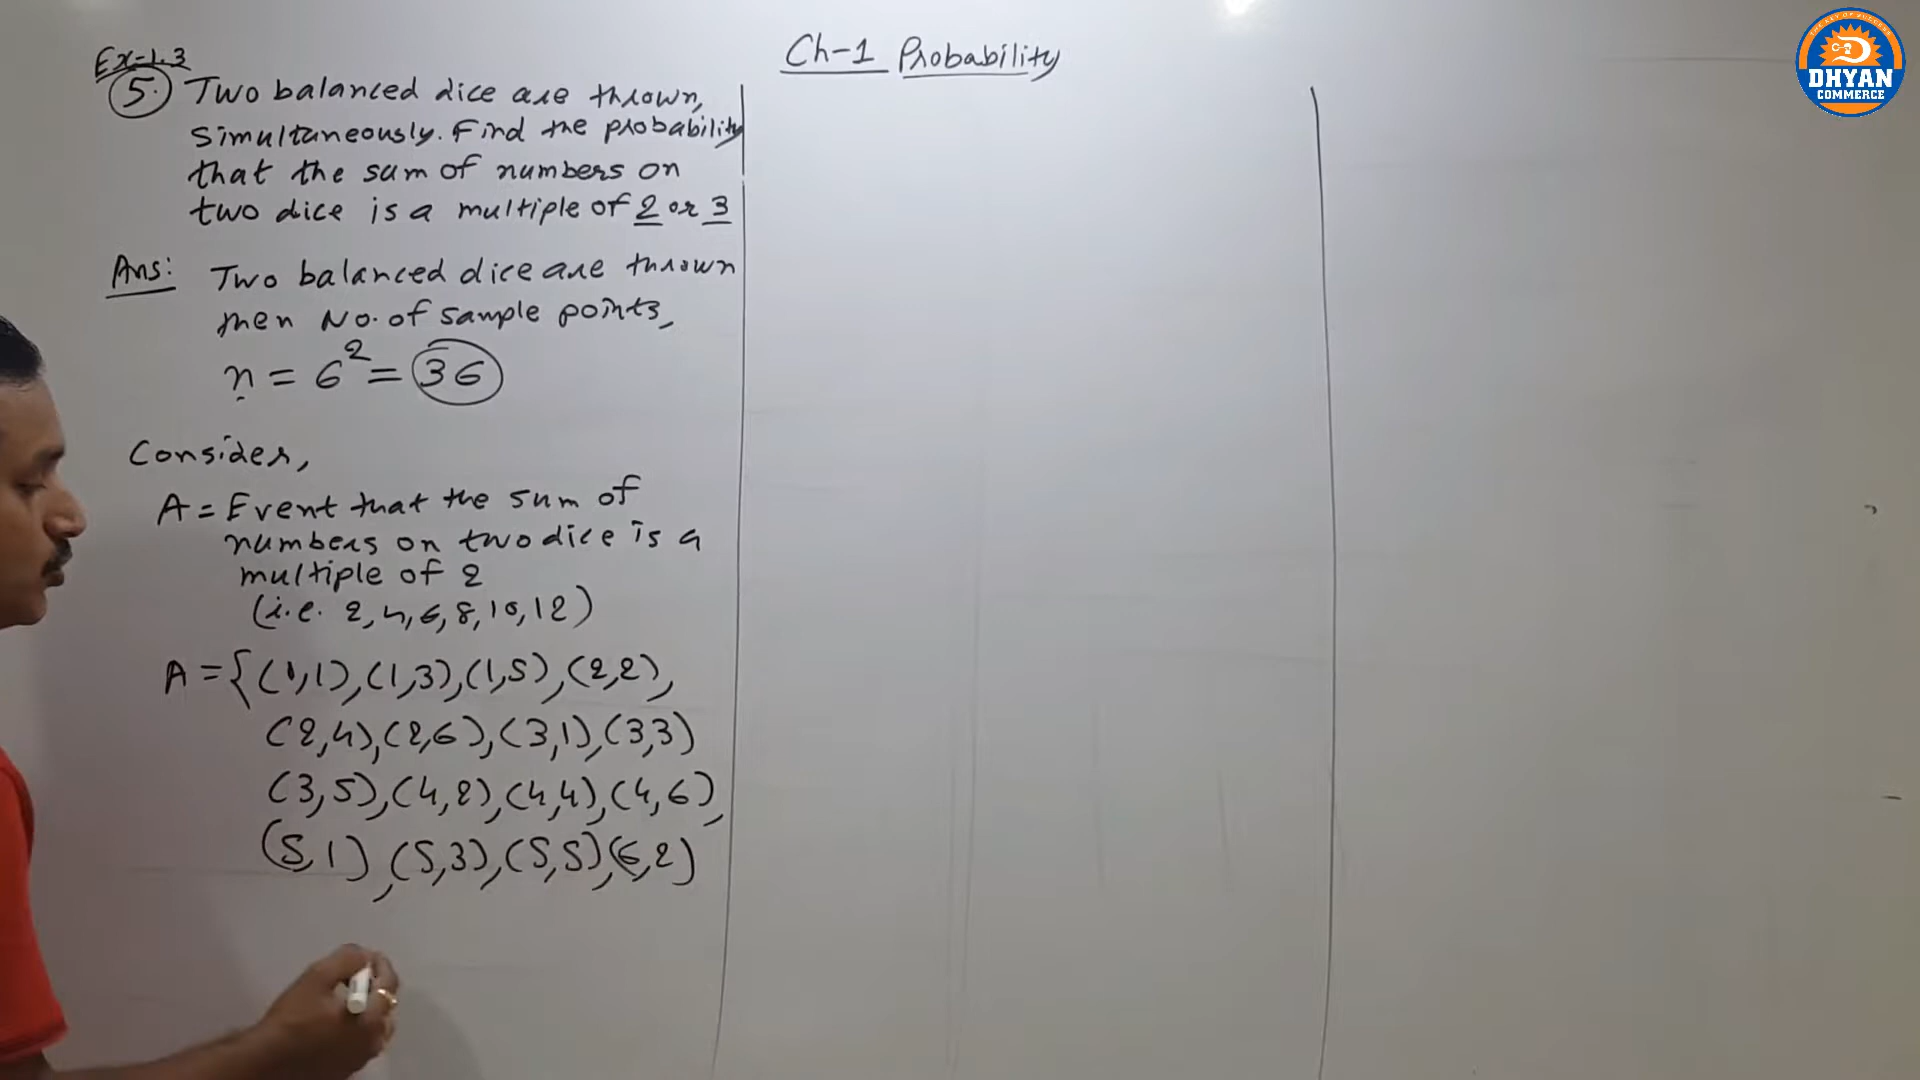 Ex-1.3
Ch-1 Probability
DHYAN
COMMERCE
5. Two balanced dice are thrown,
simultaneously. Find the probability
that the sum of numbers on
two dice is a multiple of 2 or 3
Ans: Two balanced dice are thrown
then No. of sample points,
n = 6² = 36
Consider,
A = Event that the sum of
numbers on two dice is a
multiple of 2
(i.e. 2,4,6,8,10,12)
A = {(1,1),(1,3),(1,5),(2,2),
(2,4),(2,6),(3,1),(3,3)
(3,5),(4,2),(4,4),(4,6),
(5,1),(5,3),(5,5),(6,2)